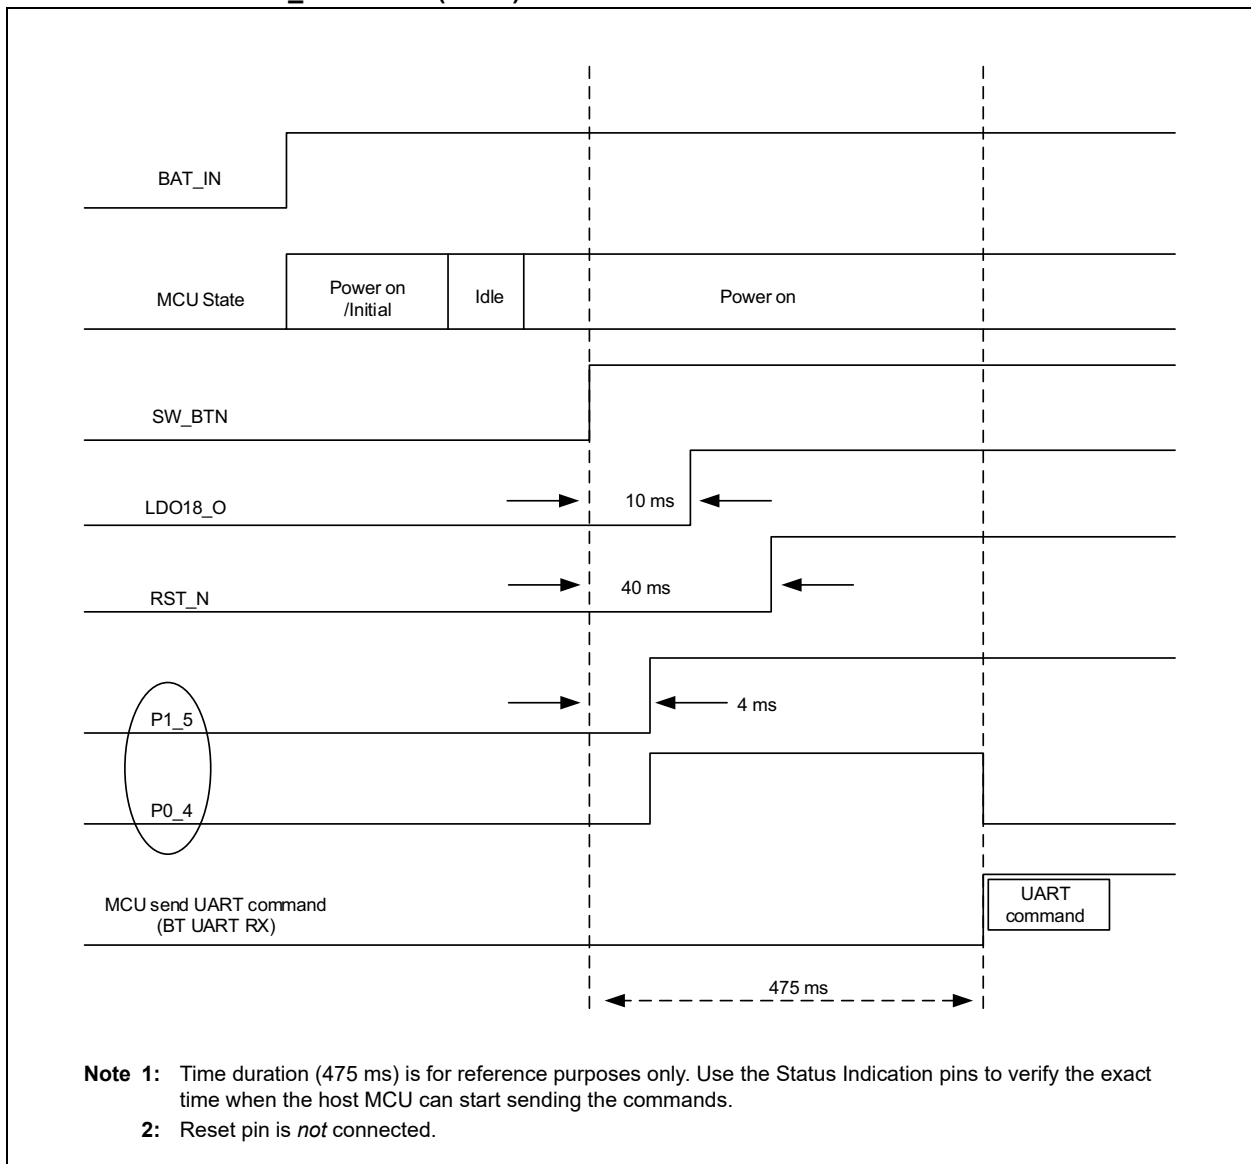 BAT_IN
MCU State
Power on
/Initial
Idle
Power on
SW_BTN
LDO18_O
10 ms
RST_N
40 ms
P1_5
4 ms
P0_4
MCU send UART command
(BT UART RX)
UART
command
475 ms
Note 1: Time duration (475 ms) is for reference purposes only. Use the Status Indication pins to verify the exact
time when the host MCU can start sending the commands.
2: Reset pin is not connected.